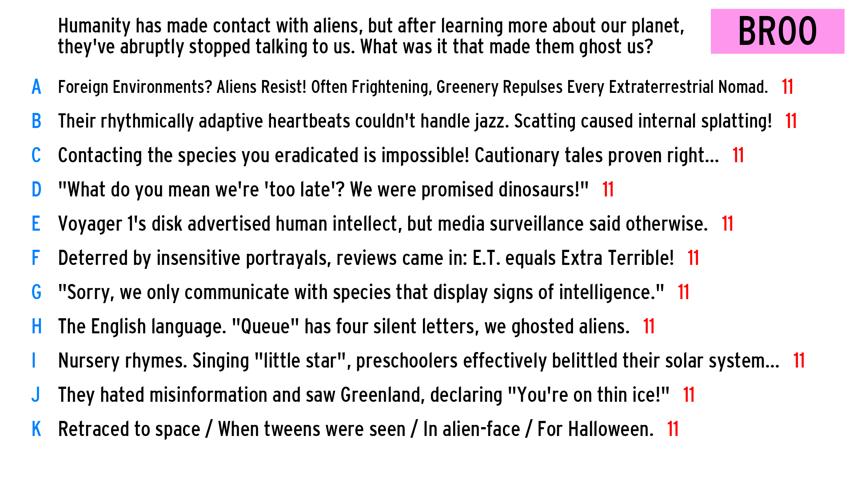 Humanity has made contact with aliens, but after learning more about our planet,
they've abruptly stopped talking to us. What was it that made them ghost us?
BROO
A Foreign Environments? Aliens Resist! Often Frightening, Greenery Repulses Every Extraterrestrial Nomad. 11
B Their rhythmically adaptive heartbeats couldn't handle jazz. Scatting caused internal splatting! 11
C Contacting the species you eradicated is impossible! Cautionary tales proven right... 11
D "What do you mean we're 'too late'? We were promised dinosaurs!" 11
E Voyager 1's disk advertised human intellect, but media surveillance said otherwise. 11
F Deterred by insensitive portrayals, reviews came in: E.T. equals Extra Terrible! 11
G "Sorry, we only communicate with species that display signs of intelligence." 11
H The English language. "Queue" has four silent letters, we ghosted aliens. 11
I Nursery rhymes. Singing "little star", preschoolers effectively belittled their solar system... 11
J They hated misinformation and saw Greenland, declaring "You're on thin ice!" 11
K Retraced to space / When tweens were seen / In alien-face / For Halloween. 11